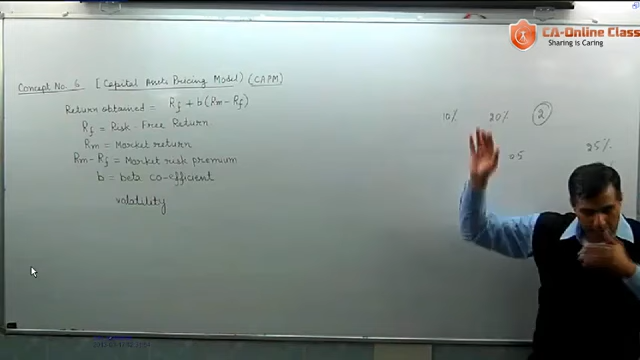 CA-Online Class
Sharing is Caring
Concept No. 6 [Capital Assets Pricing Model) (CAPM)
Return obtained = Rf + b(Rm - Rf)
Rf = Risk Free Return
Rm = Market return
Rm - Rf = Market risk premium
b = beta co-efficient
volatility
10% 20% 2
25%